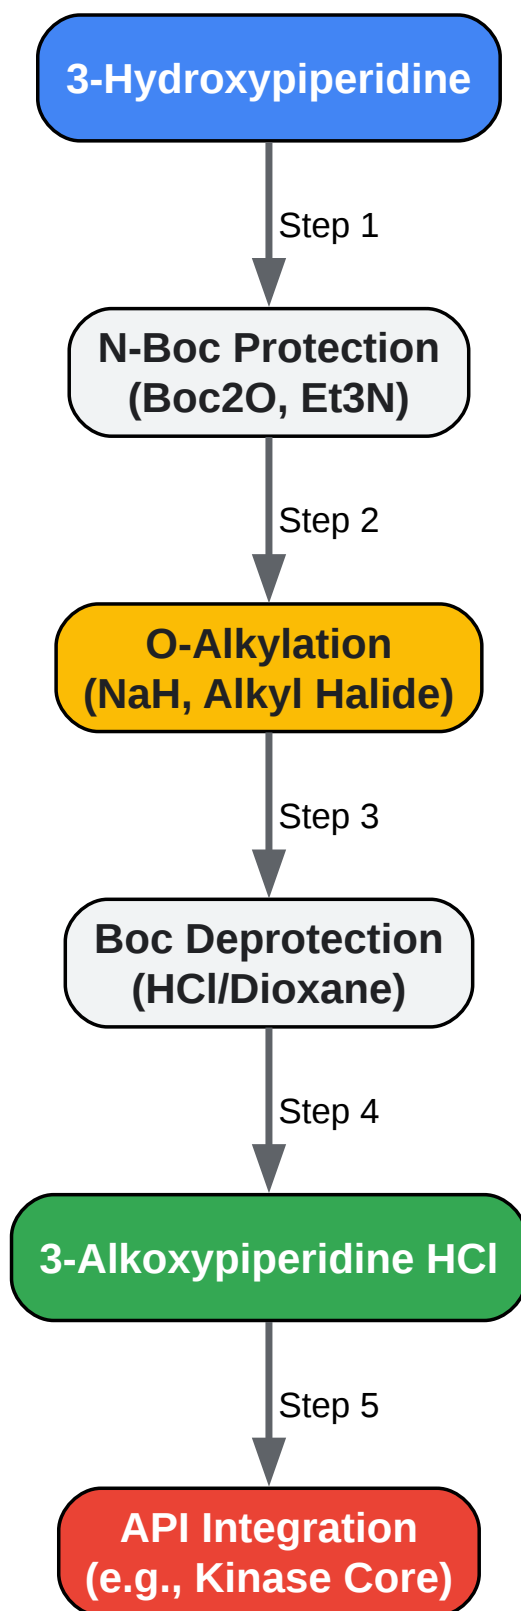 3-Hydroxypiperidine
Step 1
N-Boc Protection
(Boc2O, Et3N)
Step 2
O-Alkylation
(NaH, Alkyl Halide)
Step 3
Boc Deprotection
(HCl/Dioxane)
Step 4
3-Alkoxypiperidine HCl
Step 5
API Integration
(e.g., Kinase Core)